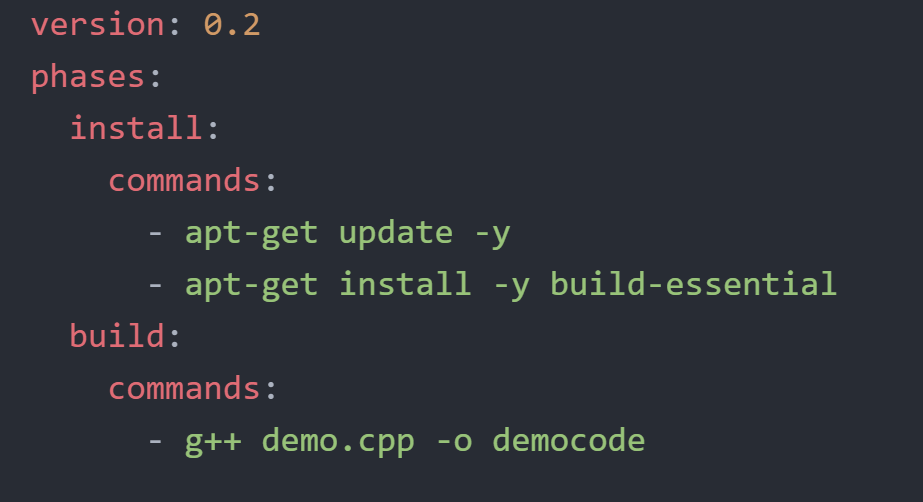 version: 0.2
phases:
  install:
    commands:
      - apt-get update -y
      - apt-get install -y build-essential
  build:
    commands:
      - g++ demo.cpp -o democode